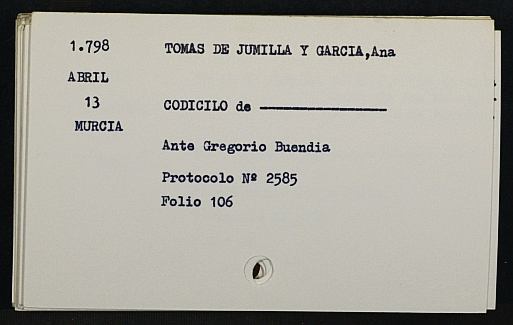 1.798 TOMAS DE JUMILLA Y GARCIA,Ana
ABRIL
13 CODICILO de ————————
MURCIA
Ante Gregorio Buendia
Protocolo Nº 2585
Folio 106